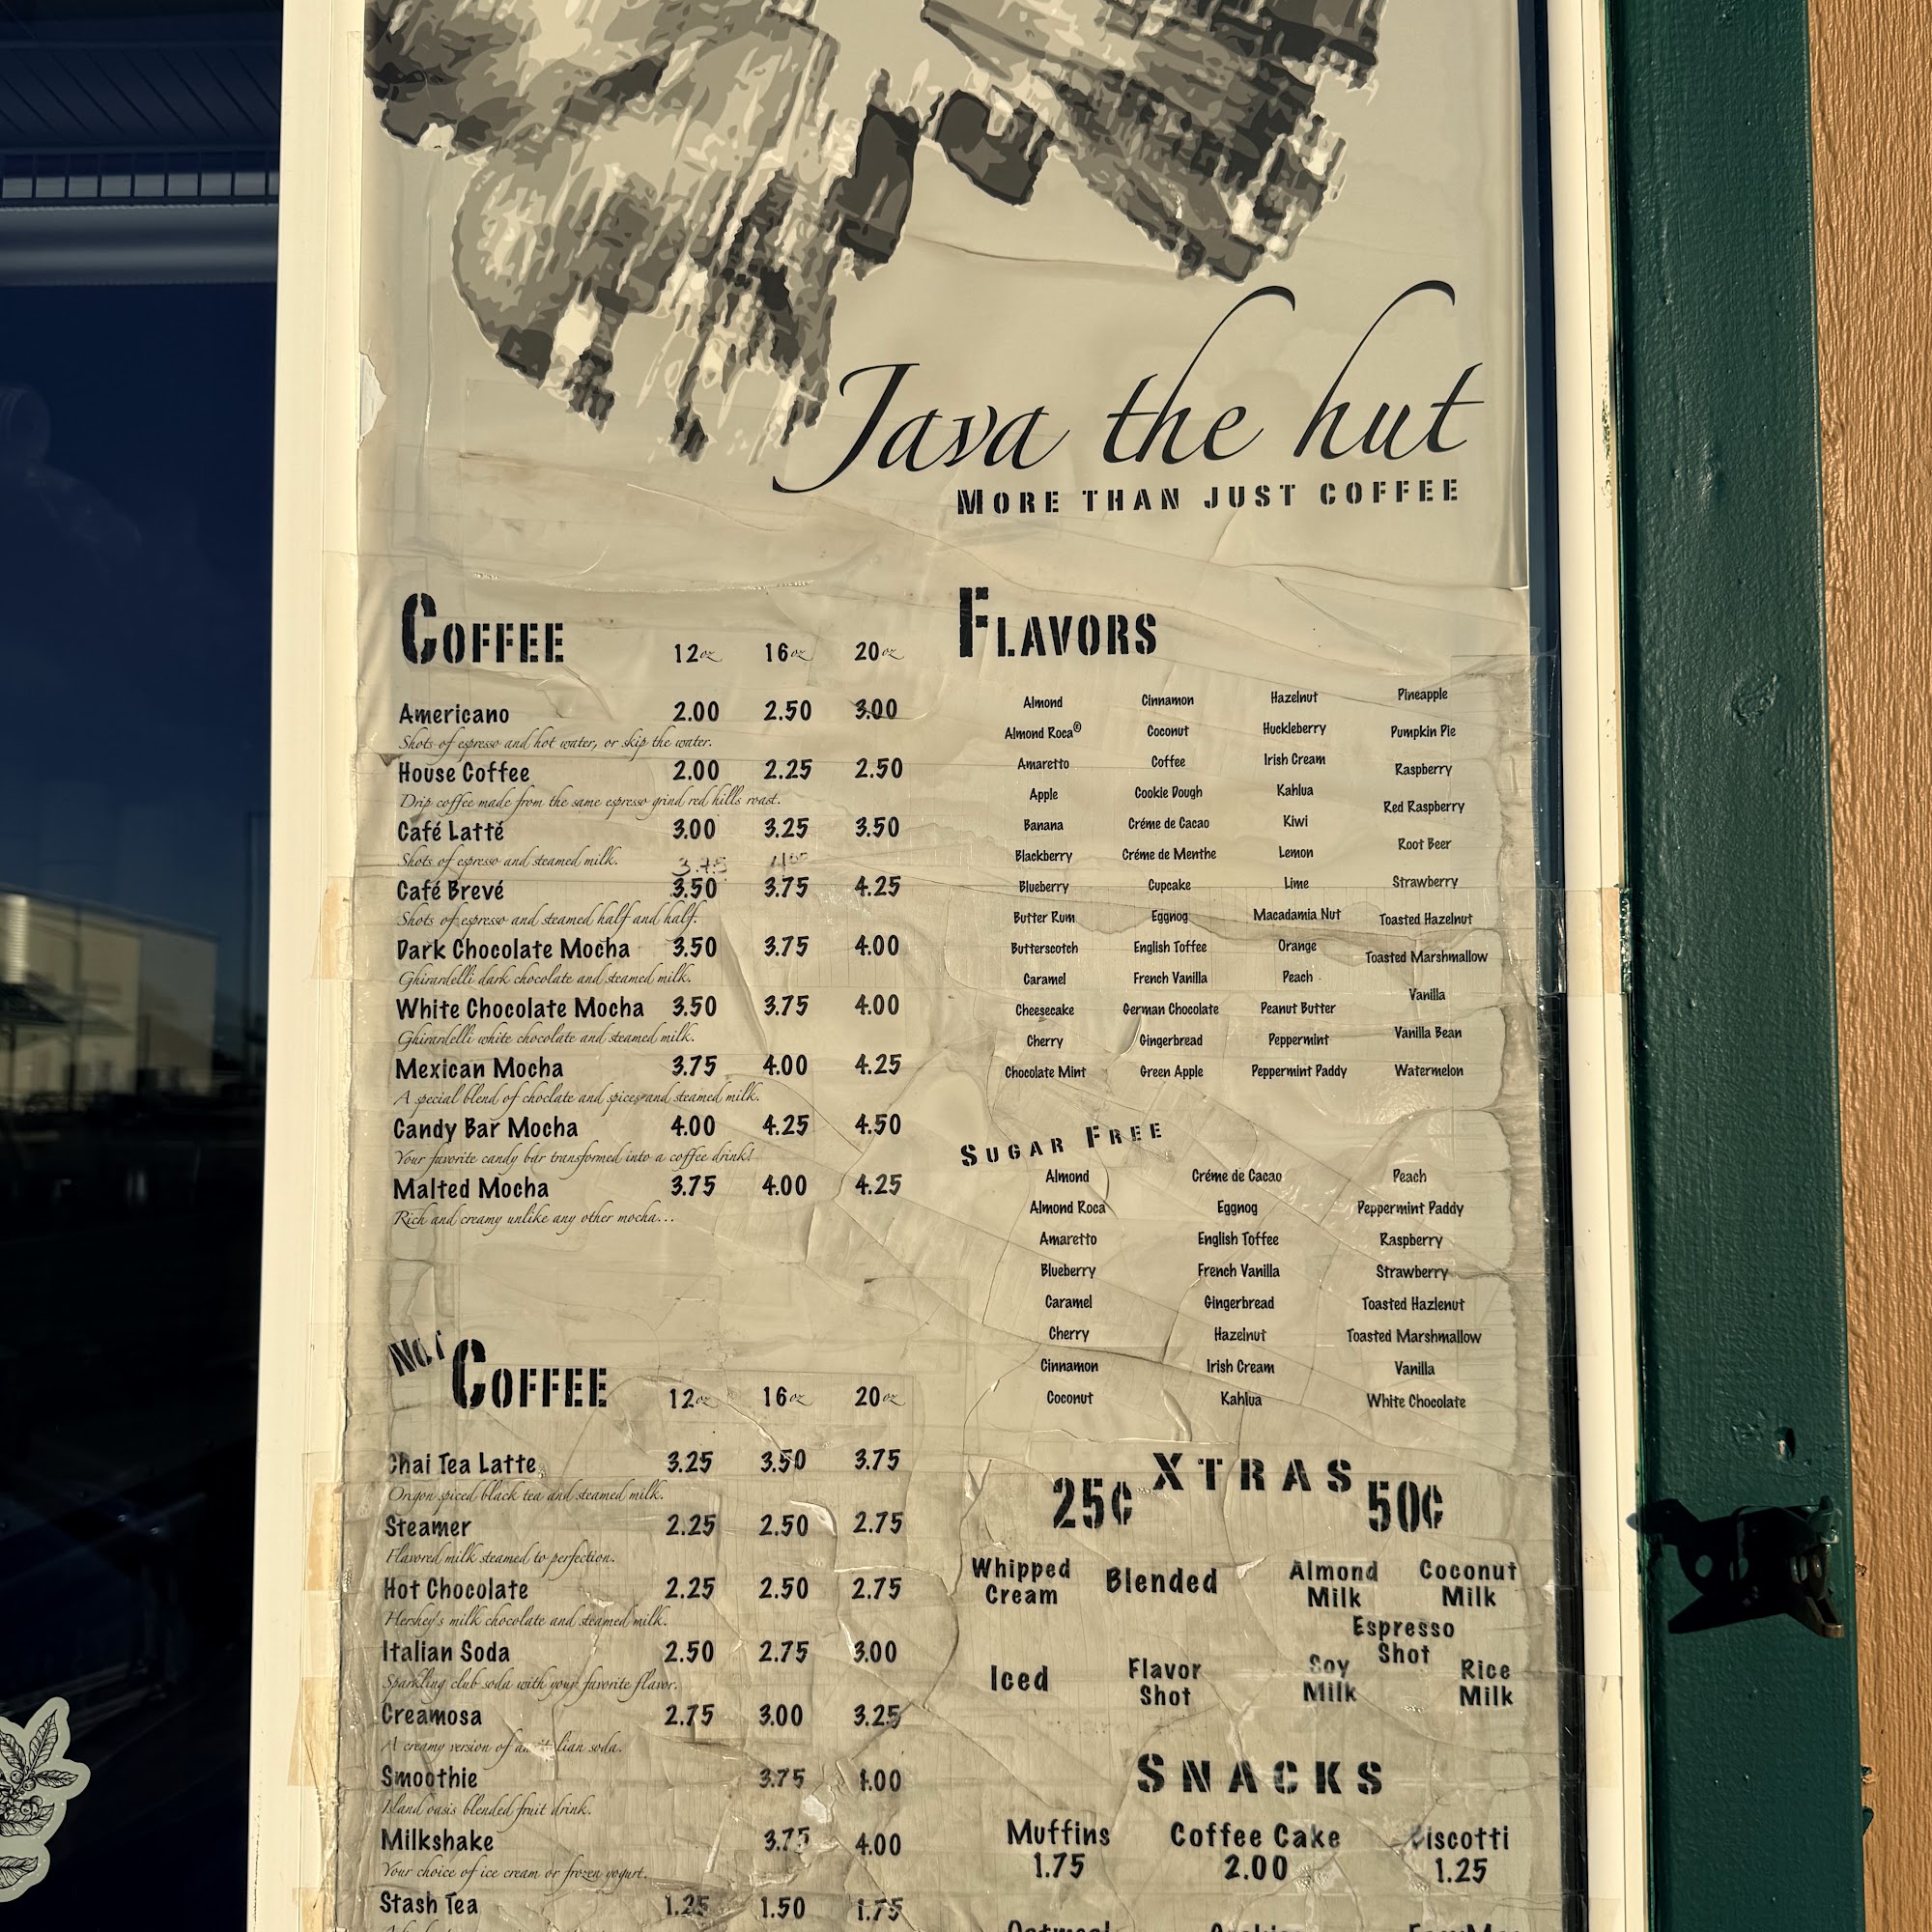 Java the hut
MORE THAN JUST COFFEE
COFFEE 12oz 16oz 20oz
Americano 2.00 2.50 3.00
Shots of espresso and hot water, or skip the water.
House Coffee 2.00 2.25 2.50
Drip coffee made from the same espresso grind red hills roast.
Café Latté 3.00 3.25 3.50
Shots of espresso and steamed milk.
3.75 4.00
Café Brevé 3.50 3.75 4.25
Shots of espresso and steamed half and half.
Dark Chocolate Mocha 3.50 3.75 4.00
Ghirardelli dark chocolate and steamed milk.
White Chocolate Mocha 3.50 3.75 4.00
Ghirardelli white chocolate and steamed milk.
Mexican Mocha 3.75 4.00 4.25
A special blend of choclate and spices and steamed milk.
Candy Bar Mocha 4.00 4.25 4.50
Your favorite candy bar transformed into a coffee drink!
Malted Mocha 3.75 4.00 4.25
Rich and creamy unlike any other mocha...
NOT COFFEE 12oz 16oz 20oz
Chai Tea Latte 3.25 3.50 3.75
Oregon spiced black tea and steamed milk.
Steamer 2.25 2.50 2.75
Flavored milk steamed to perfection.
Hot Chocolate 2.25 2.50 2.75
Hershey's milk chocolate and steamed milk.
Italian Soda 2.50 2.75 3.00
Sparkling club soda with your favorite flavor.
Creamosa 2.75 3.00 3.25
A creamy version of an italian soda.
Smoothie 3.75 4.00
Island oasis blended fruit drink.
Milkshake 3.75 4.00
Your choice of ice cream or frozen yogurt.
Stash Tea 1.25 1.50 1.75
FLAVORS
Almond Cinnamon Hazelnut Pineapple
Almond Roca® Coconut Huckleberry Pumpkin Pie
Amaretto Coffee Irish Cream Raspberry
Apple Cookie Dough Kahlua Red Raspberry
Banana Créme de Cacao Kiwi Root Beer
Blackberry Créme de Menthe Lemon Strawberry
Blueberry Cupcake Lime Toasted Hazelnut
Butter Rum Eggnog Macadamia Nut Toasted Marshmallow
Butterscotch English Toffee Orange Vanilla
Caramel French Vanilla Peach Vanilla Bean
Cheesecake German Chocolate Peanut Butter Watermelon
Cherry Gingerbread Peppermint
Chocolate Mint Green Apple Peppermint Paddy
SUGAR FREE
Almond Créme de Cacao Peach
Almond Roca Eggnog Peppermint Paddy
Amaretto English Toffee Raspberry
Blueberry French Vanilla Strawberry
Caramel Gingerbread Toasted Hazlenut
Cherry Hazelnut Toasted Marshmallow
Cinnamon Irish Cream Vanilla
Coconut Kahlua White Chocolate
XTRAS
25¢ 50¢
Whipped Blended Almond Coconut
Cream Milk Milk
Espresso
Shot
Iced Flavor Soy Rice
Shot Milk Milk
SNACKS
Muffins Coffee Cake Biscotti
1.75 2.00 1.25
Oatmeal